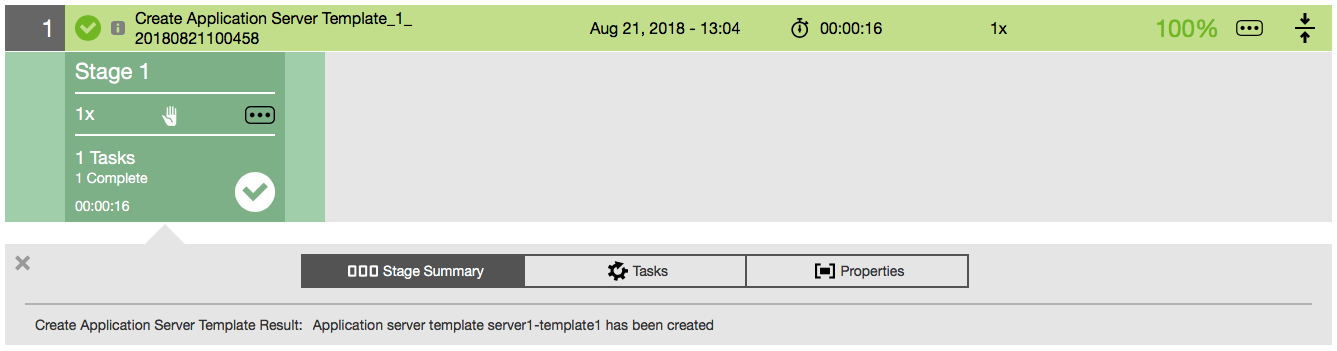 1
Create Application Server Template_1_
20180821100458
Aug 21, 2018 - 13:04
00:00:16
1x
100%
Stage 1
1x
1 Tasks
1 Complete
00:00:16
Stage Summary
Tasks
Properties
Create Application Server Template Result: Application server template server1-template1 has been created